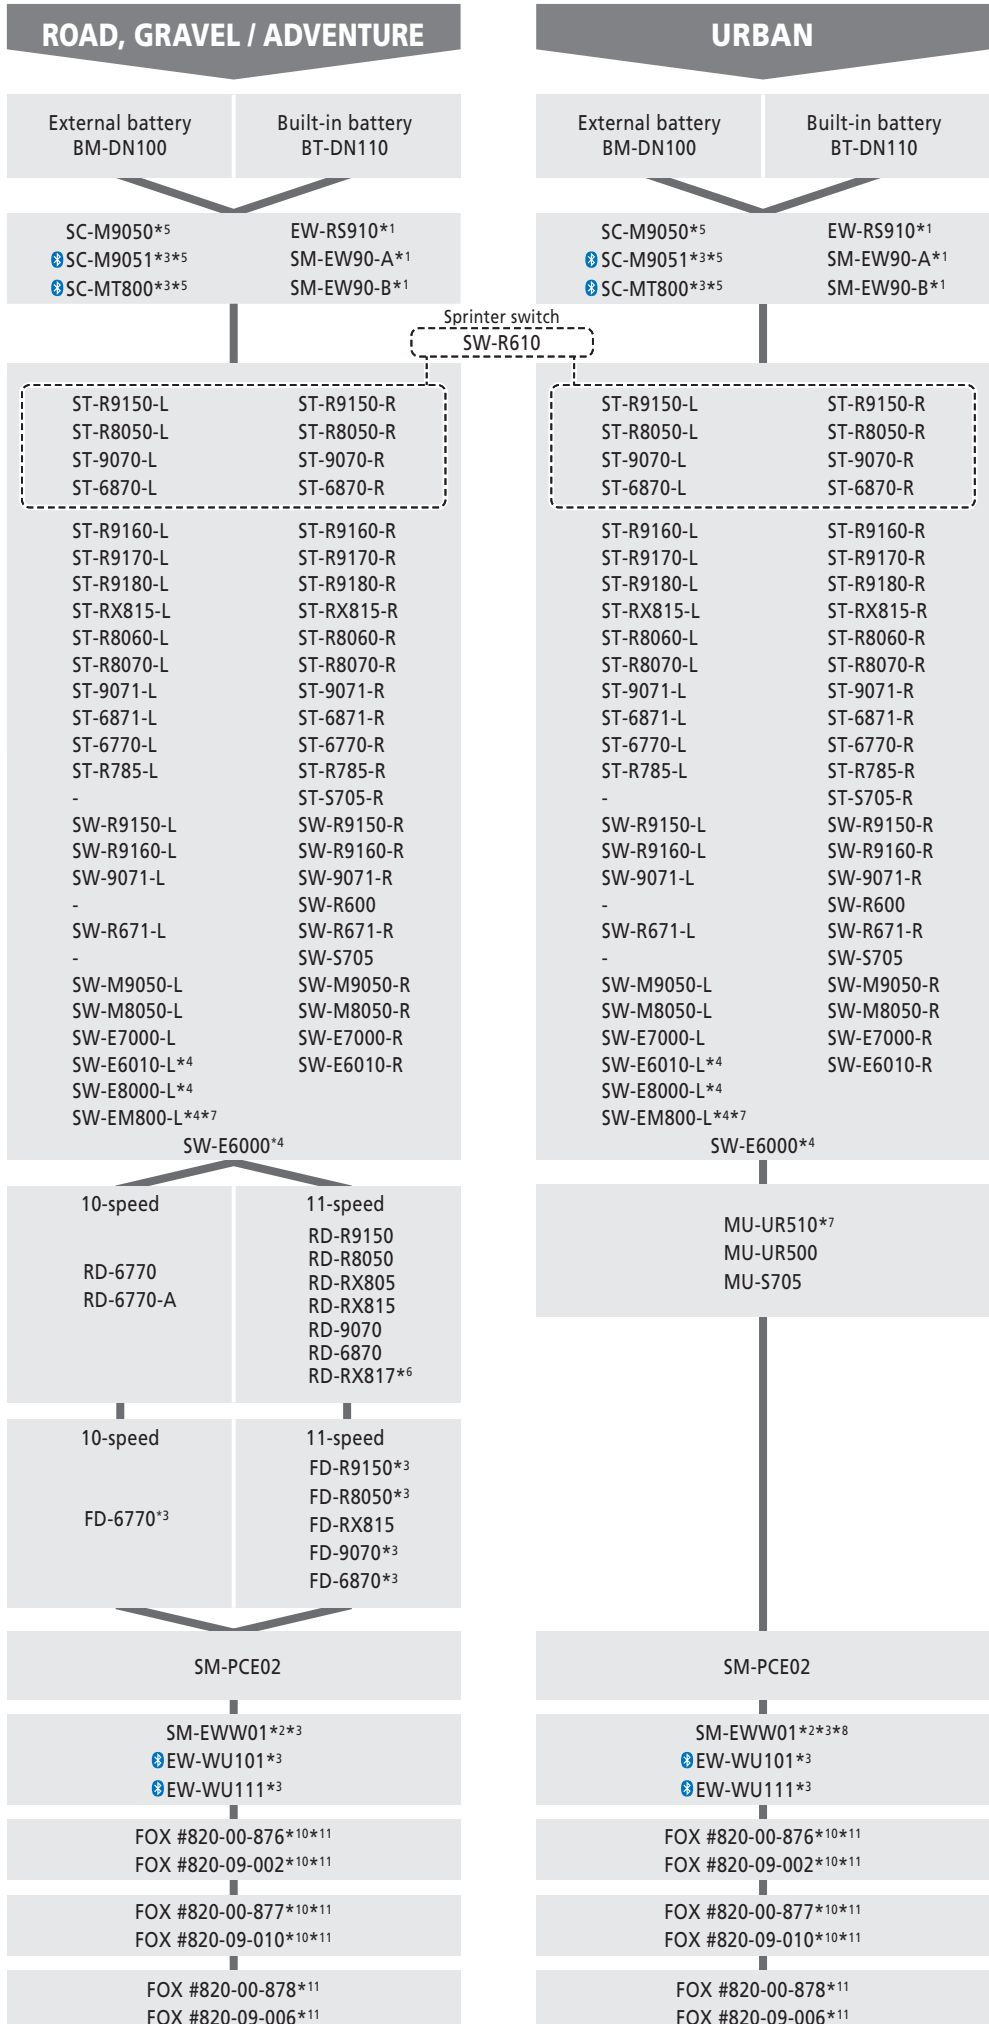 ROAD, GRAVEL / ADVENTURE
External battery
BM-DN100
Built-in battery
BT-DN110
SC-M9050*5
SC-M9051*3*5
SC-MT800*3*5
EW-RS910*1
SM-EW90-A*1
SM-EW90-B*1
Sprinter switch
SW-R610
ST-R9150-L ST-R9150-R
ST-R8050-L ST-R8050-R
ST-9070-L ST-9070-R
ST-6870-L ST-6870-R
ST-R9160-L ST-R9160-R
ST-R9170-L ST-R9170-R
ST-R9180-L ST-R9180-R
ST-RX815-L ST-RX815-R
ST-R8060-L ST-R8060-R
ST-R8070-L ST-R8070-R
ST-9071-L ST-9071-R
ST-6871-L ST-6871-R
ST-6770-L ST-6770-R
ST-R785-L ST-R785-R
- ST-S705-R
SW-R9150-L SW-R9150-R
SW-R9160-L SW-R9160-R
SW-9071-L SW-9071-R
- SW-R600
SW-R671-L SW-R671-R
- SW-S705
SW-M9050-L SW-M9050-R
SW-M8050-L SW-M8050-R
SW-E7000-L SW-E7000-R
SW-E6010-L*4 SW-E6010-R
SW-E8000-L*4
SW-EM800-L*4*7
SW-E6000*4
10-speed
RD-6770
RD-6770-A
11-speed
RD-R9150
RD-R8050
RD-RX805
RD-RX815
RD-9070
RD-6870
RD-RX817*6
10-speed
FD-6770*3
11-speed
FD-R9150*3
FD-R8050*3
FD-RX815
FD-9070*3
FD-6870*3
SM-PCE02
SM-EWW01*2*3
EW-WU101*3
EW-WU111*3
FOX #820-00-876*10*11
FOX #820-09-002*10*11
FOX #820-00-877*10*11
FOX #820-09-010*10*11
FOX #820-00-878*11
FOX #820-09-006*11
URBAN
External battery
BM-DN100
Built-in battery
BT-DN110
SC-M9050*5
SC-M9051*3*5
SC-MT800*3*5
EW-RS910*1
SM-EW90-A*1
SM-EW90-B*1
ST-R9150-L ST-R9150-R
ST-R8050-L ST-R8050-R
ST-9070-L ST-9070-R
ST-6870-L ST-6870-R
ST-R9160-L ST-R9160-R
ST-R9170-L ST-R9170-R
ST-R9180-L ST-R9180-R
ST-RX815-L ST-RX815-R
ST-R8060-L ST-R8060-R
ST-R8070-L ST-R8070-R
ST-9071-L ST-9071-R
ST-6871-L ST-6871-R
ST-6770-L ST-6770-R
ST-R785-L ST-R785-R
- ST-S705-R
SW-R9150-L SW-R9150-R
SW-R9160-L SW-R9160-R
SW-9071-L SW-9071-R
- SW-R600
SW-R671-L SW-R671-R
- SW-S705
SW-M9050-L SW-M9050-R
SW-M8050-L SW-M8050-R
SW-E7000-L SW-E7000-R
SW-E6010-L*4 SW-E6010-R
SW-E8000-L*4
SW-EM800-L*4*7
SW-E6000*4
MU-UR510*7
MU-UR500
MU-S705
SM-PCE02
SM-EWW01*2*3*8
EW-WU101*3
EW-WU111*3
FOX #820-00-876*10*11
FOX #820-09-002*10*11
FOX #820-00-877*10*11
FOX #820-09-010*10*11
FOX #820-00-878*11
FOX #820-09-006*11